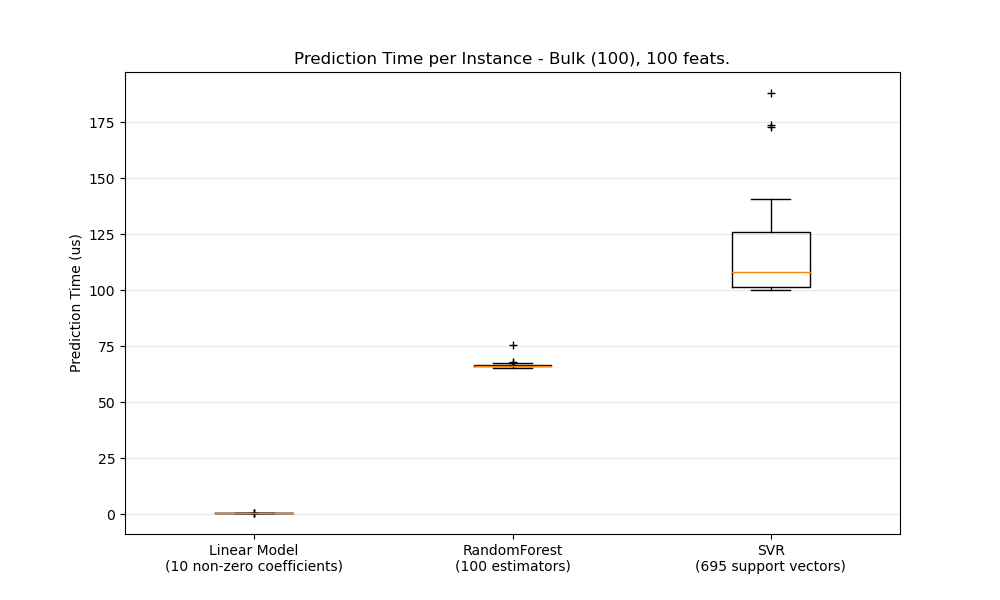 Prediction Time per Instance - Bulk (100), 100 feats.
Prediction Time (us)
175
150
125
100
75
50
25
0
Linear Model
(10 non-zero coefficients)
RandomForest
(100 estimators)
SVR
(695 support vectors)